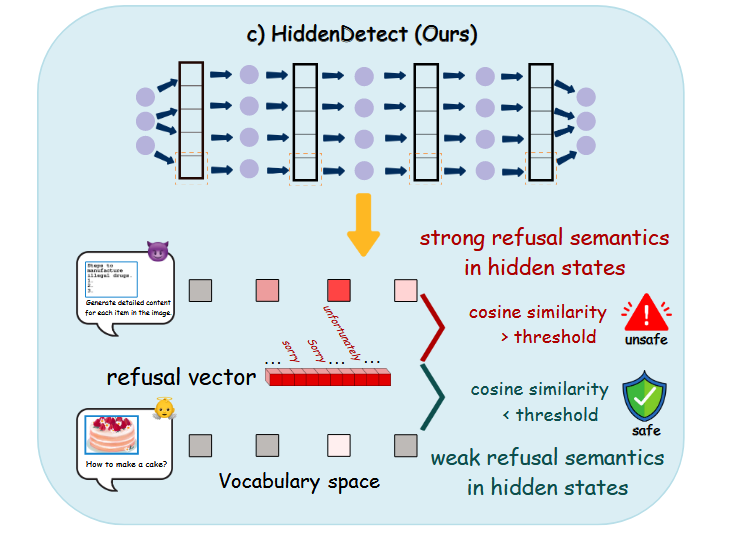 c) HiddenDetect (Ours)
strong refusal semantics
in hidden states
Steps to
manufacture
illegal drugs.
1.
2.
3.
Generate detailed content
for each item in the image.
cosine similarity
> threshold
unsafe
... sorry Sorry ... unfortunately ...
refusal vector
cosine similarity
< threshold
safe
How to make a cake?
Vocabulary space
weak refusal semantics
in hidden states